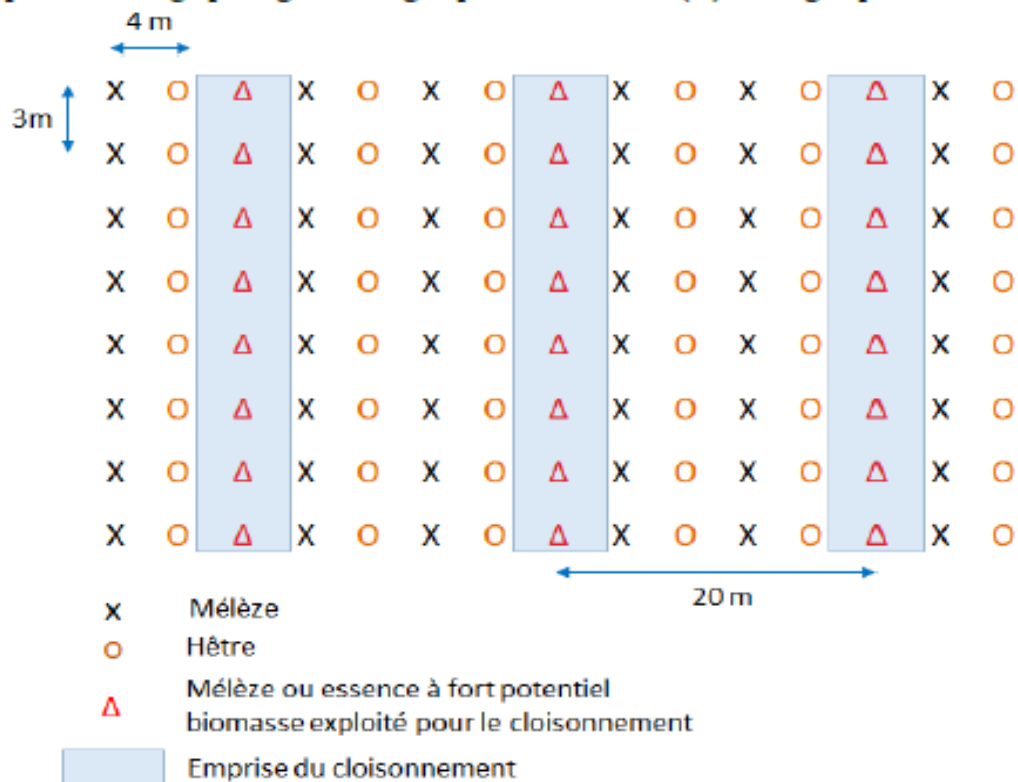 4 m
X O Δ X O X O Δ X O X O Δ X O
3m
X O Δ X O X O Δ X O X O Δ X O
X O Δ X O X O Δ X O X O Δ X O
X O Δ X O X O Δ X O X O Δ X O
X O Δ X O X O Δ X O X O Δ X O
X O Δ X O X O Δ X O X O Δ X O
X O Δ X O X O Δ X O X O Δ X O
X O Δ X O X O Δ X O X O Δ X O
20 m
X Mélèze
O Hêtre
Δ Mélèze ou essence à fort potentiel
biomasse exploité pour le cloisonnement
Emprise du cloisonnement